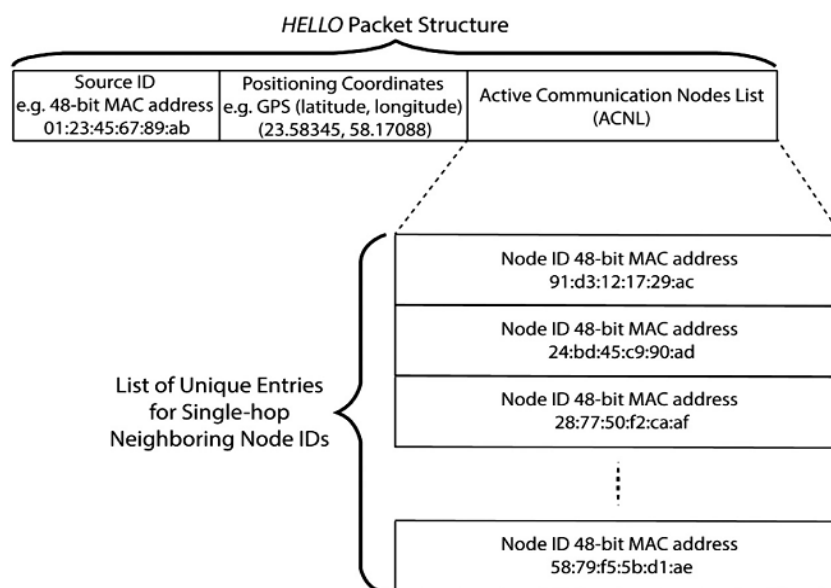 HELLO Packet Structure
Source ID
e.g. 48-bit MAC address
01:23:45:67:89:ab
Positioning Coordinates
e.g. GPS (latitude, longitude)
(23.58345, 58.17088)
Active Communication Nodes List
(ACNL)
Node ID 48-bit MAC address
91:d3:12:17:29:ac
Node ID 48-bit MAC address
24:bd:45:c9:90:ad
Node ID 48-bit MAC address
28:77:50:f2:ca:af
List of Unique Entries
for Single-hop
Neighboring Node IDs
Node ID 48-bit MAC address
58:79:f5:5b:d1:ae